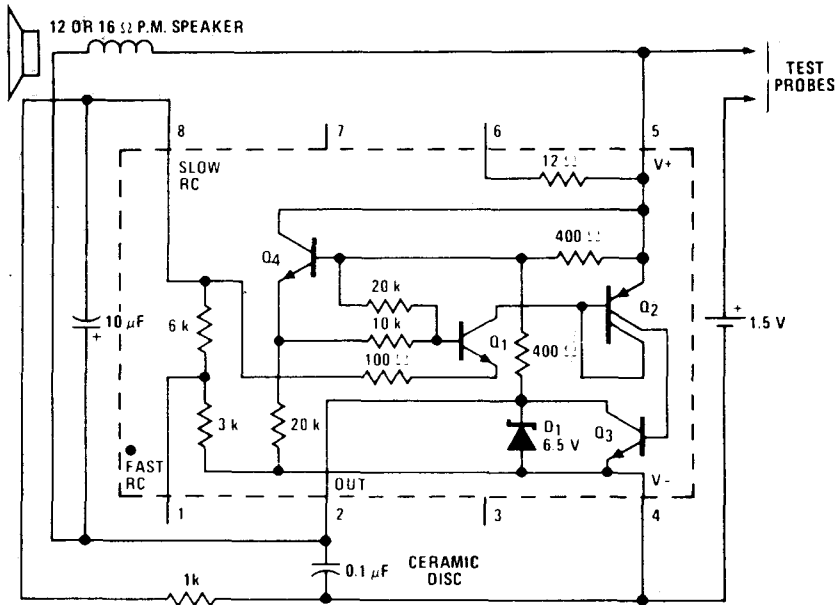 12 OR 16 Ω P.M. SPEAKER
TEST
PROBES
8
7
6
5
SLOW
RC
12 Ω
V+
400 Ω
Q4
20 k
Q2
10 µF
+
6 k
10 k
Q1
400 Ω
+
1.5 V
100 Ω
3 k
20 k
D1
6.5 V
Q3
FAST
RC
OUT
V-
1
2
3
4
0.1 µF
CERAMIC
DISC
1k